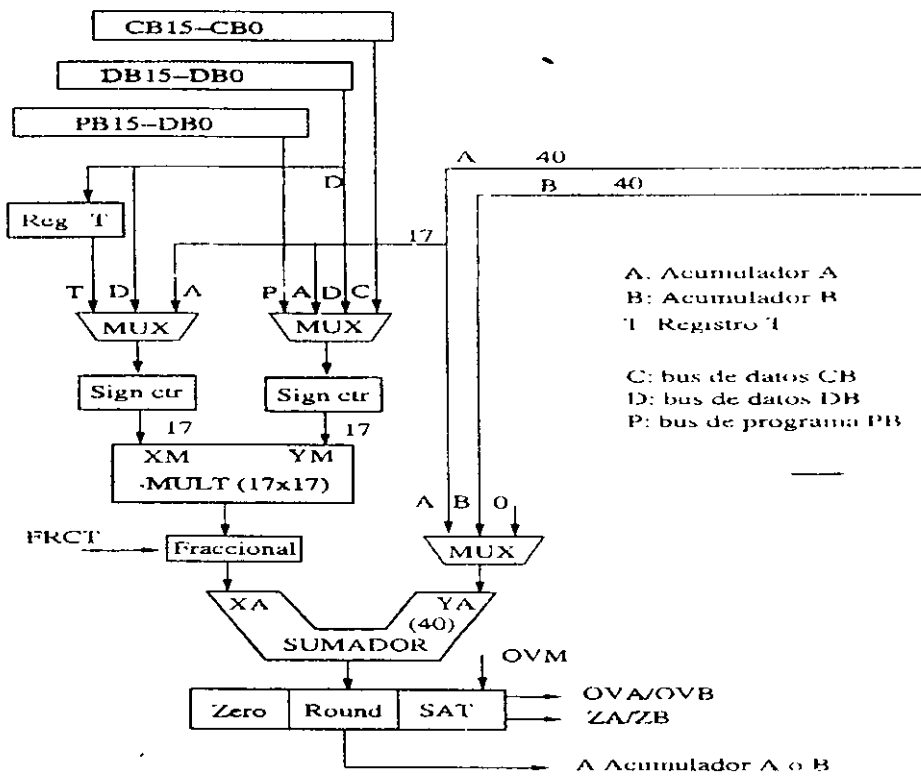 CB15–CB0
DB15–DB0
PB15–DB0
A 40
B 40
D
Reg T
17
T D A
P A D C
MUX
MUX
A. Acumulador A
B: Acumulador B
T Registro T
Sign ctr
Sign ctr
C: bus de datos CB
D: bus de datos DB
P: bus de programa PB
17
17
XM YM
MULT (17x17)
A B 0
FRCT
Fraccional
MUX
XA YA
(40)
SUMADOR
OVM
Zero Round SAT
OVA/OVB
ZA/ZB
A Acumulador A o B